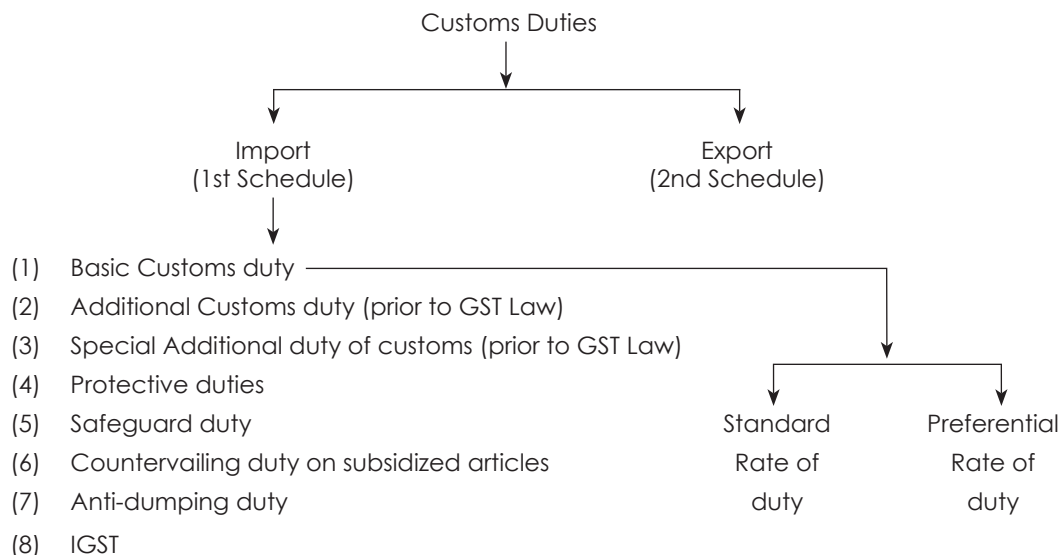 Customs Duties
Import
(1st Schedule)
Export
(2nd Schedule)
(1) Basic Customs duty
(2) Additional Customs duty (prior to GST Law)
(3) Special Additional duty of customs (prior to GST Law)
(4) Protective duties
(5) Safeguard duty
(6) Countervailing duty on subsidized articles
(7) Anti-dumping duty
(8) IGST
Standard
Rate of
duty
Preferential
Rate of
duty